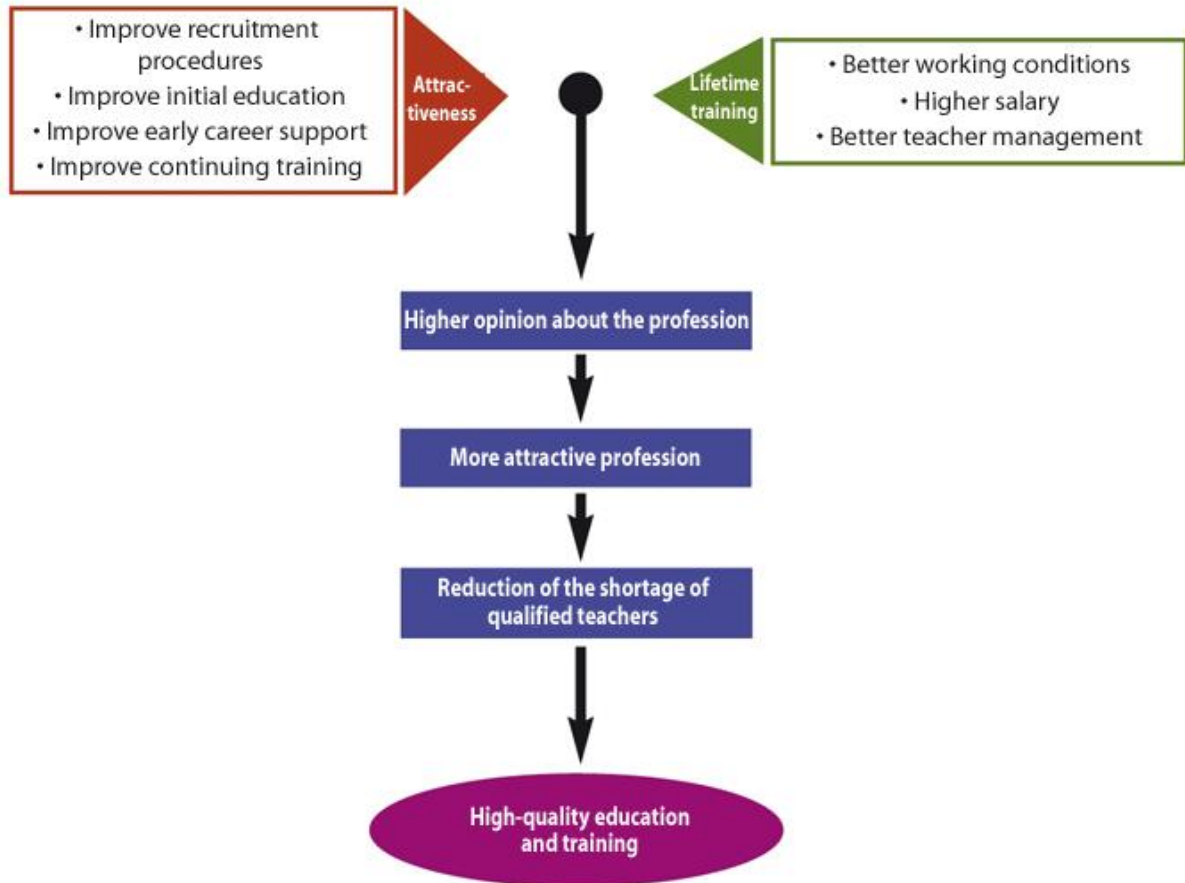 • Improve recruitment
procedures
• Improve initial education
• Improve early career support
• Improve continuing training
Attrac-
tiveness
Lifetime
training
• Better working conditions
• Higher salary
• Better teacher management
Higher opinion about the profession
More attractive profession
Reduction of the shortage of
qualified teachers
High-quality education
and training